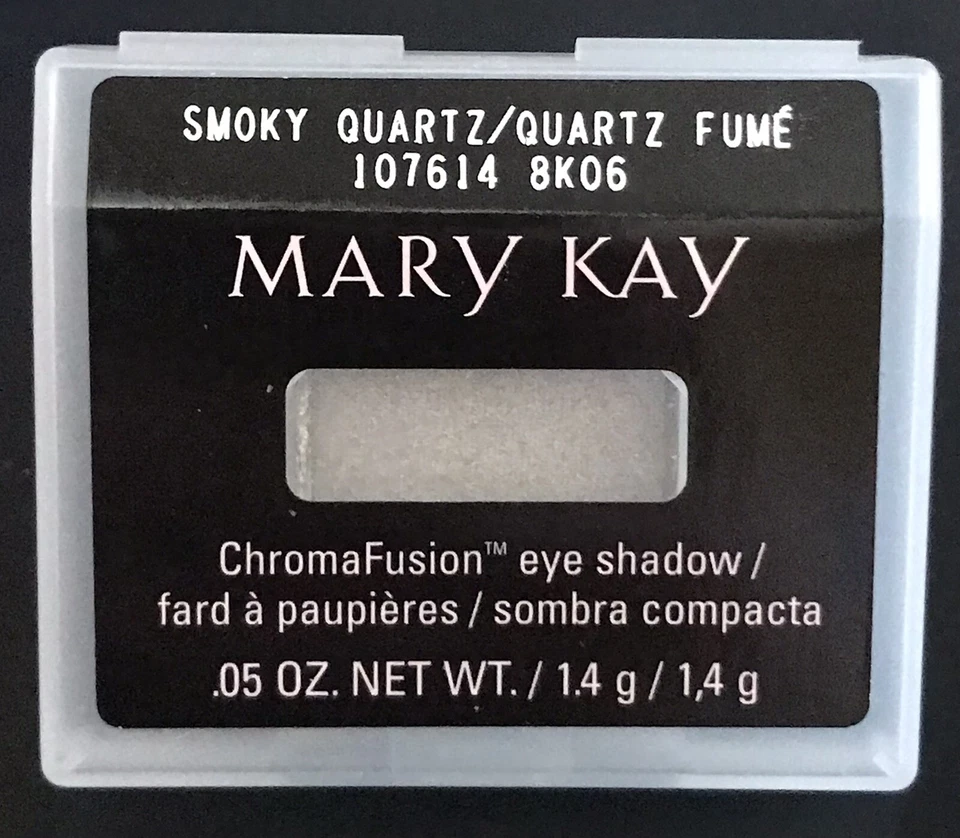 SMOKY QUARTZ/QUARTZ FUMÉ
107614 8K06
MARY KAY
ChromaFusion™ eye shadow /
fard à paupières / sombra compacta
.05 OZ. NET WT. / 1.4 g / 1,4 g